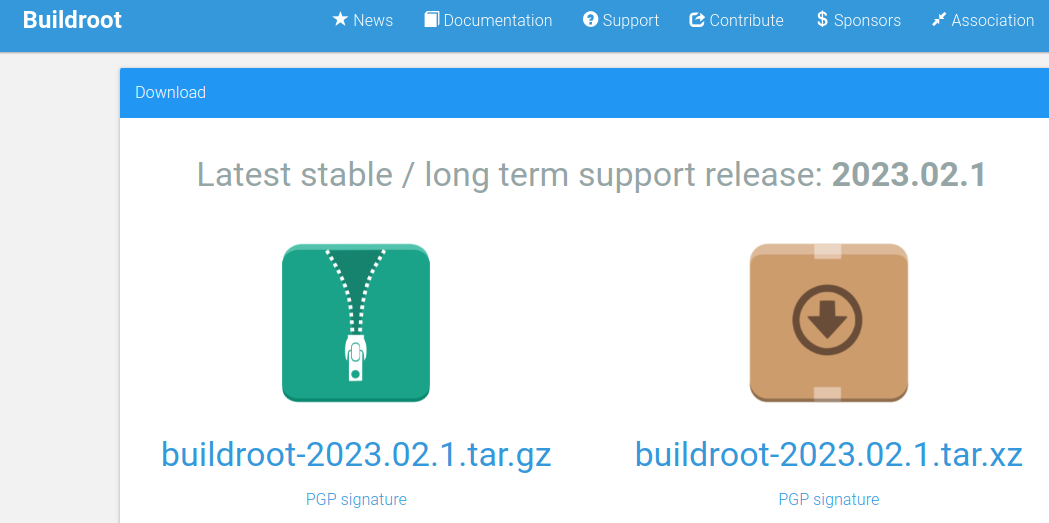 Buildroot News Documentation Support Contribute $ Sponsors Association
Download
Latest stable / long term support release: 2023.02.1
buildroot-2023.02.1.tar.gz buildroot-2023.02.1.tar.xz
PGP signature PGP signature